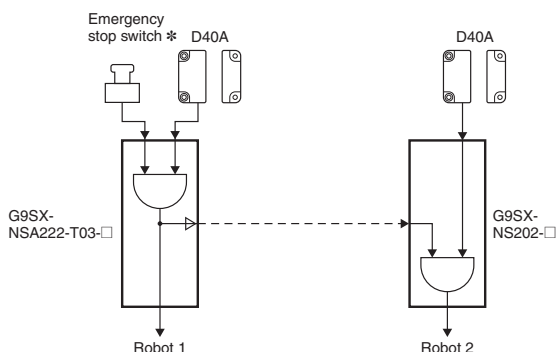 Emergency
stop switch ✻
D40A
D40A
G9SX-
NSA222-T03-□
G9SX-
NS202-□
Robot 1
Robot 2